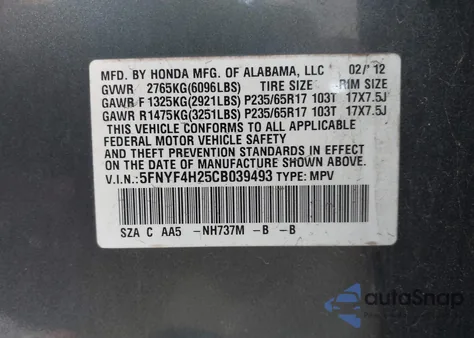 MFD. BY HONDA MFG. OF ALABAMA, LLC 02/'12
GVWR 2765KG(6096LBS) TIRE SIZE RIM SIZE
GAWR F 1325KG(2921LBS) P235/65R17 103T 17X7.5J
GAWR R1475KG(3251LBS) P235/65R17 103T 17X7.5J
THIS VEHICLE CONFORMS TO ALL APPLICABLE
FEDERAL MOTOR VEHICLE SAFETY
AND THEFT PREVENTION STANDARDS IN EFFECT ON
THE DATE OF MANUFACTURE SHOWN ABOVE.
V.I.N.: 5FNYF4H25CB039493 TYPE: MPV
SZA C AA5 -NH737M -B -B
autoSnap